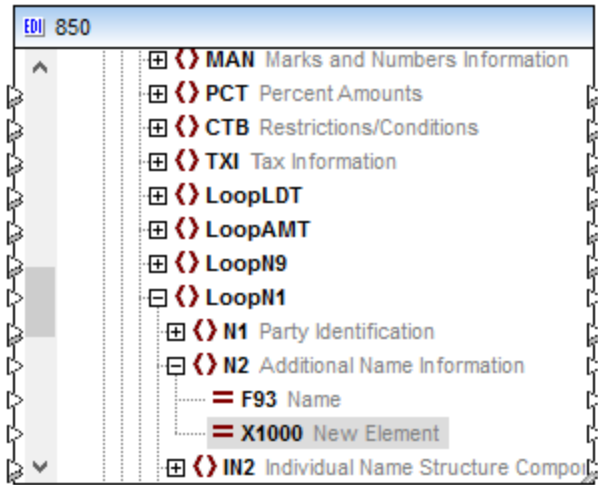 EDI 850
MAN Marks and Numbers Information
PCT Percent Amounts
CTB Restrictions/Conditions
TXI Tax Information
LoopLDT
LoopAMT
LoopN9
LoopN1
N1 Party Identification
N2 Additional Name Information
F93 Name
X1000 New Element
IN2 Individual Name Structure Compo